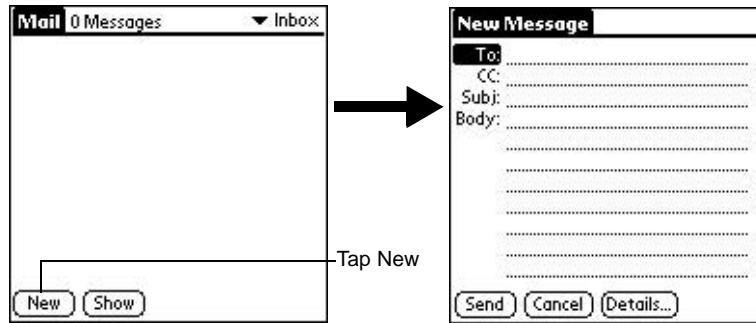 Mail 0 Messages ▼ Inbox
New Show
Tap New
New Message
To:
CC:
Subj:
Body:
Send Cancel Details...